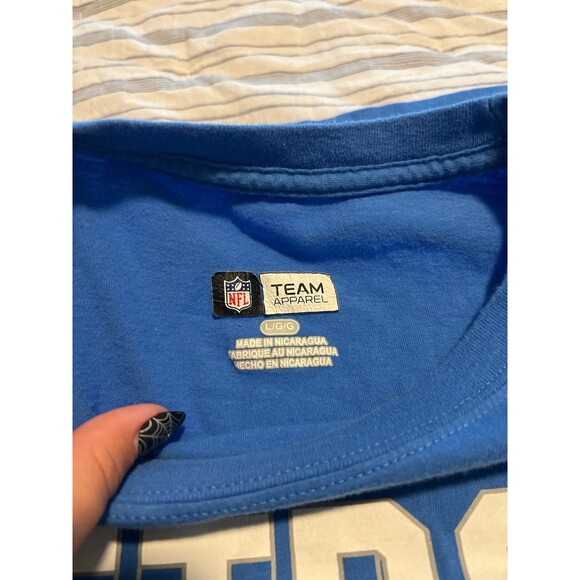 NFL
TEAM
APPAREL
L/G/G
MADE IN NICARAGUA
FABRIQUE AU NICARAGUA
HECHO EN NICARAGUA